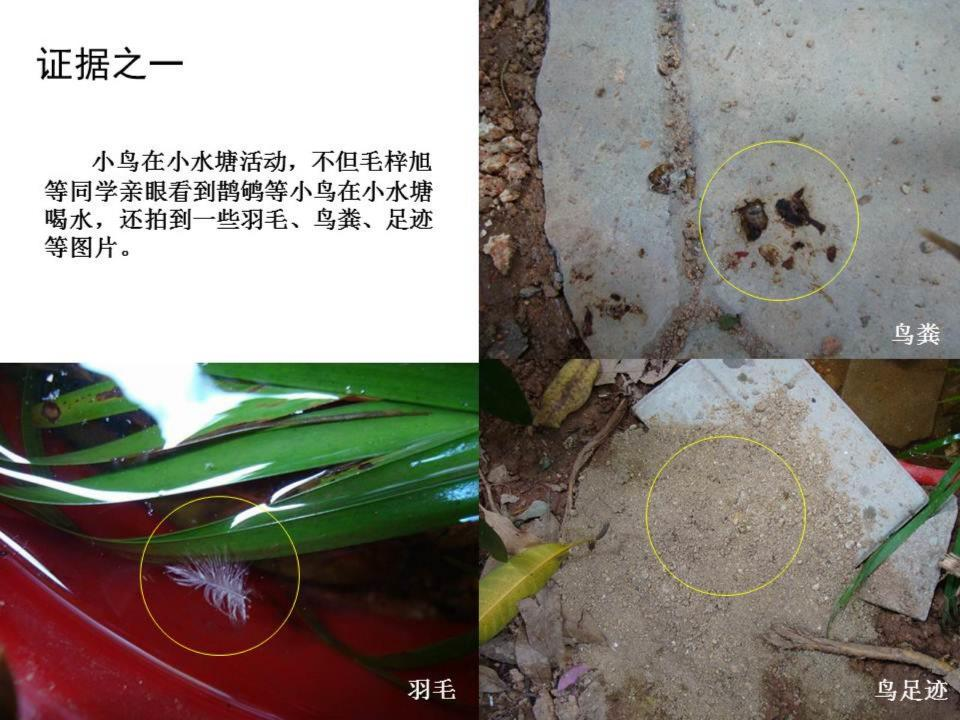 证据之一
小鸟在小水塘活动，不但毛梓旭
等同学亲眼看到鹊鸲等小鸟在小水塘
喝水，还拍到一些羽毛、鸟粪、足迹
等图片。
鸟粪
羽毛
鸟足迹